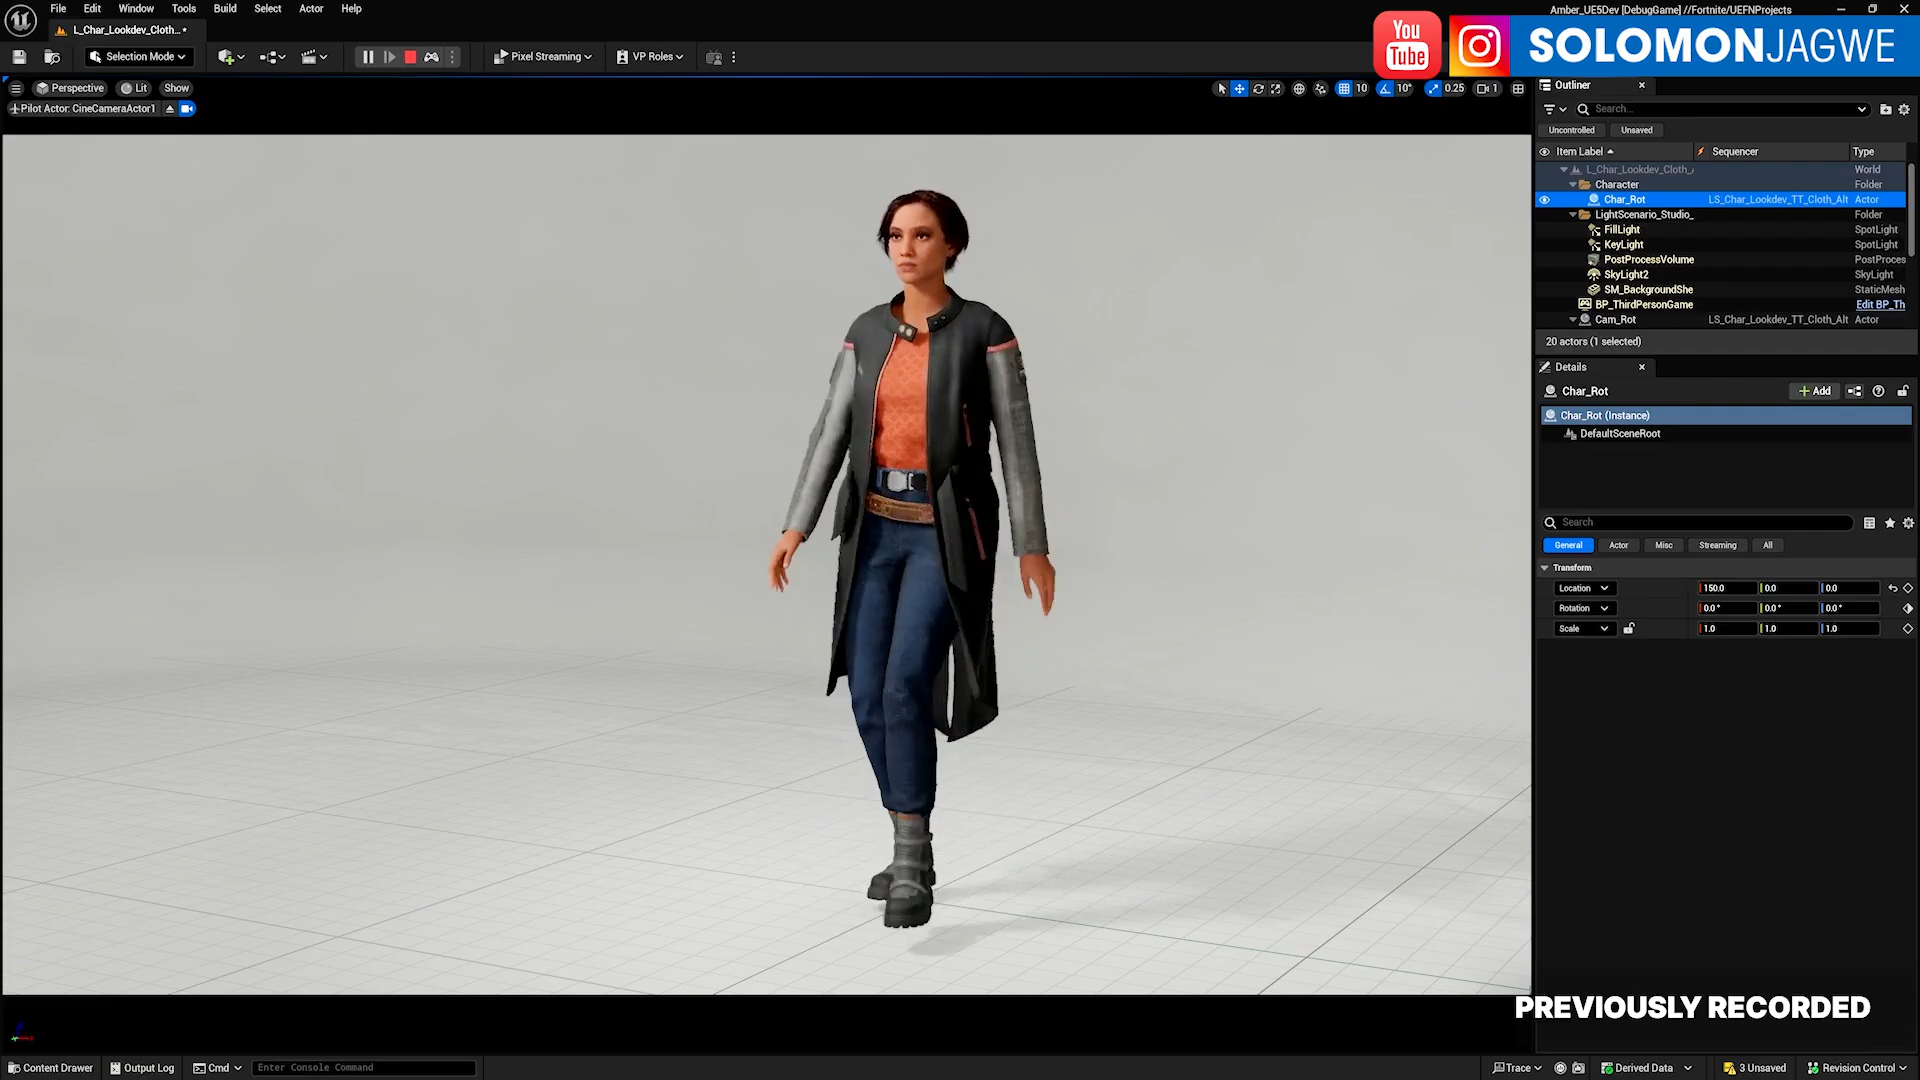 File Edit Window Tools Build Select Actor Help
Amber_UE5Dev [DebugGame] //Fortnite/UEFNProjects
L_Char_Lookdev_Cloth...*
Selection Mode
Pixel Streaming
VP Roles
You
Tube
SOLOMONJAGWE
Perspective Lit Show
10 10° 0.25 1
Pilot Actor: CineCameraActor1
Outliner
Search...
Uncontrolled Unsaved
Item Label Sequencer Type
L_Char_Lookdev_Cloth_ World
Character Folder
Char_Rot LS_Char_Lookdev_TT_Cloth_Alt Actor
LightScenario_Studio_ Folder
FillLight SpotLight
KeyLight SpotLight
PostProcessVolume PostProces
SkyLight2 SkyLight
SM_BackgroundShe StaticMesh
BP_ThirdPersonGame Edit BP_Th
Cam_Rot LS_Char_Lookdev_TT_Cloth_Alt Actor
20 actors (1 selected)
Details
Char_Rot
Add
Char_Rot (Instance)
DefaultSceneRoot
Search
General Actor Misc Streaming All
Transform
Location 150.0 0.0 0.0
Rotation 0.0° 0.0° 0.0°
Scale 1.0 1.0 1.0
PREVIOUSLY RECORDED
Content Drawer Output Log Cmd Enter Console Command
Trace Derived Data 3 Unsaved Revision Control